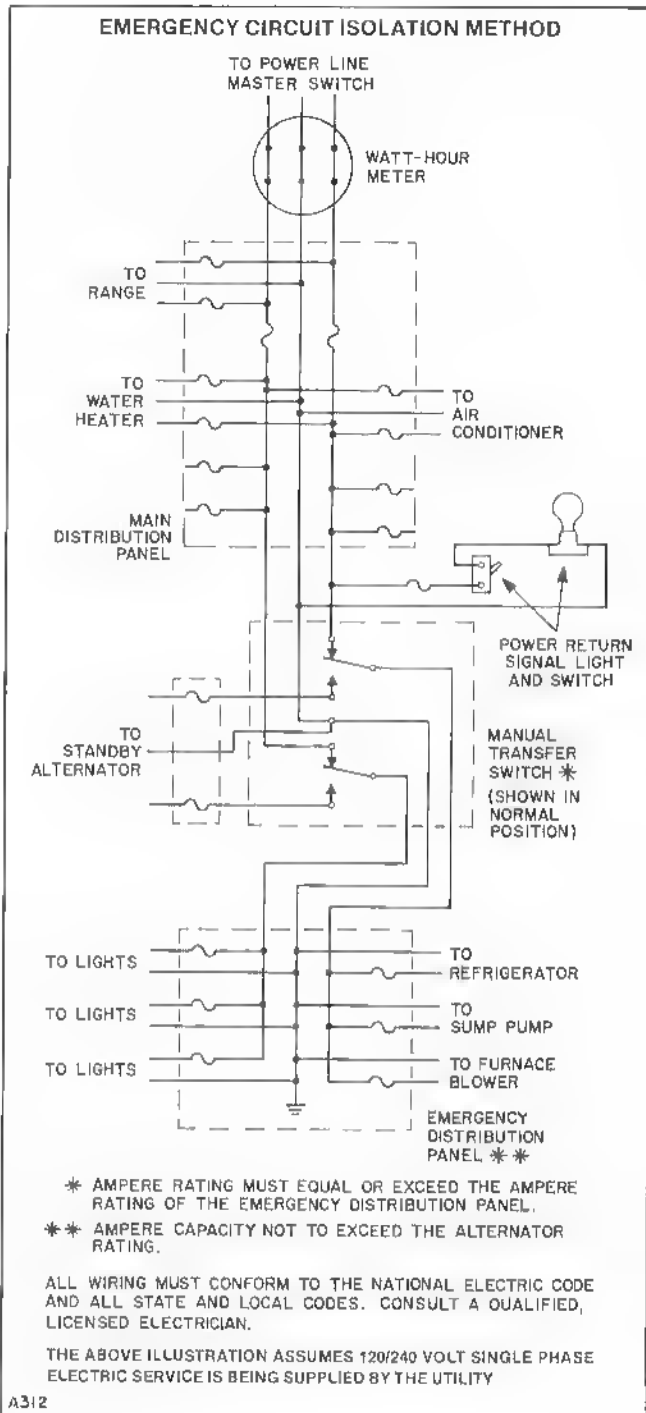 EMERGENCY CIRCUIT ISOLATION METHOD
TO POWER LINE
MASTER SWITCH
WATT-HOUR
METER
TO
RANGE
TO
WATER
HEATER
TO
AIR
CONDITIONER
MAIN
DISTRIBUTION
PANEL
POWER RETURN
SIGNAL LIGHT
AND SWITCH
TO
STANDBY
ALTERNATOR
MANUAL
TRANSFER
SWITCH *
(SHOWN IN
NORMAL
POSITION)
TO LIGHTS
TO LIGHTS
TO LIGHTS
TO
REFRIGERATOR
TO
SUMP PUMP
TO FURNACE
BLOWER
EMERGENCY
DISTRIBUTION
PANEL * *
* AMPERE RATING MUST EQUAL OR EXCEED THE AMPERE
RATING OF THE EMERGENCY DISTRIBUTION PANEL.
* * AMPERE CAPACITY NOT TO EXCEED THE ALTERNATOR
RATING.
ALL WIRING MUST CONFORM TO THE NATIONAL ELECTRIC CODE
AND ALL STATE AND LOCAL CODES. CONSULT A QUALIFIED,
LICENSED ELECTRICIAN.
THE ABOVE ILLUSTRATION ASSUMES 120/240 VOLT SINGLE PHASE
ELECTRIC SERVICE IS BEING SUPPLIED BY THE UTILITY
A312